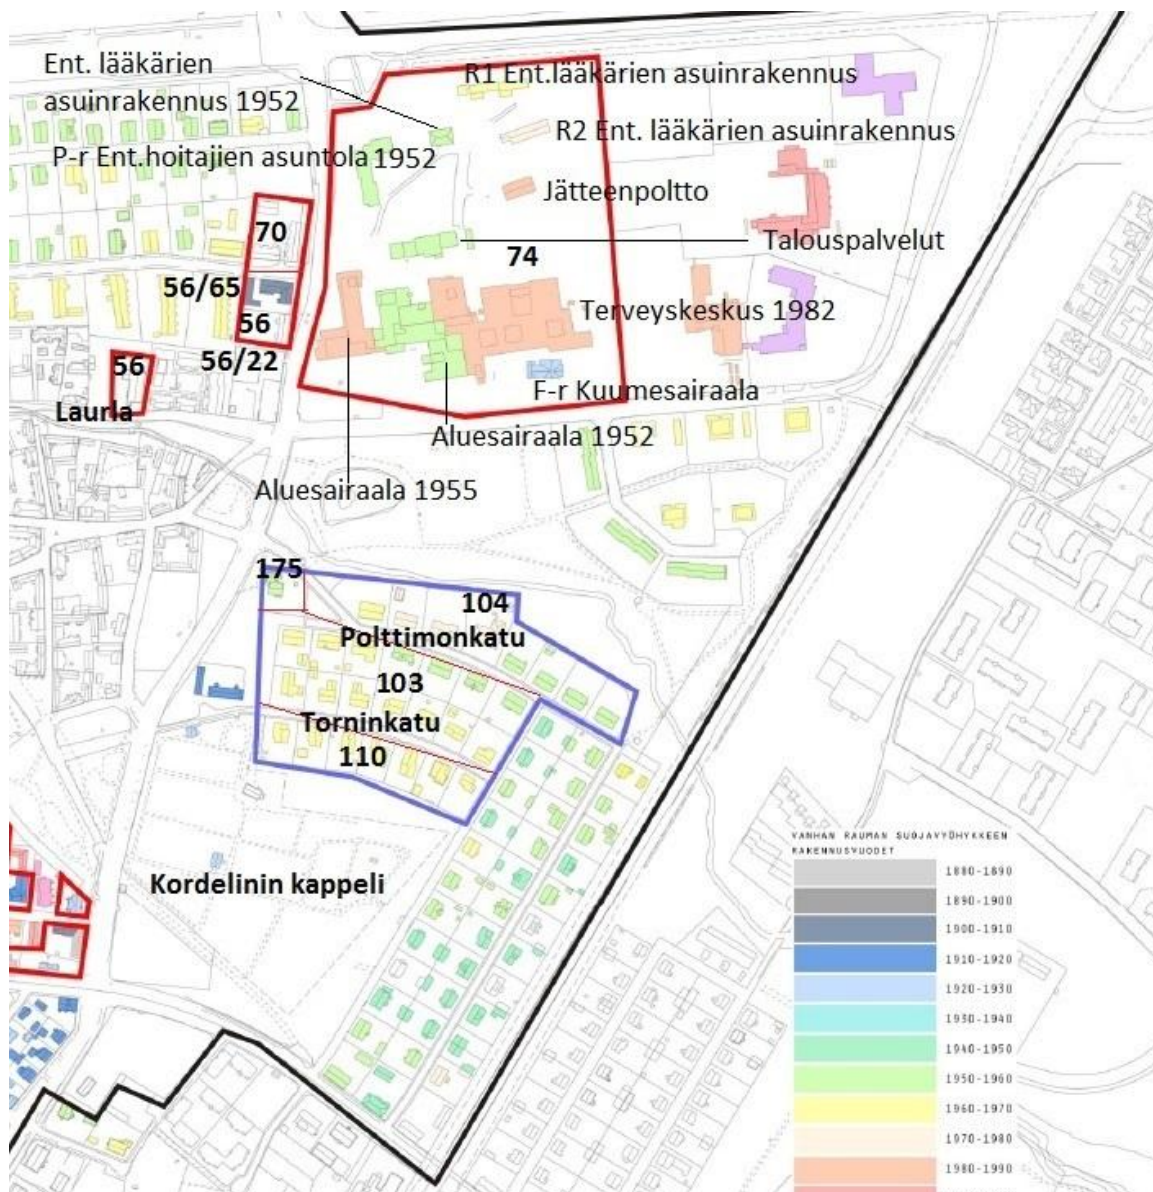 Ent. lääkärien
asuinrakennus 1952
R1 Ent.lääkärien asuinrakennus
R2 Ent. lääkärien asuinrakennus
P-r Ent.hoitajien asuntola 1952
Jätteenpoltto
70
Talouspalvelut
74
56/65
Terveyskeskus 1982
56
56/22
56
F-r Kuumesairaala
Laurla
Aluesairaala 1952
Aluesairaala 1955
175
104
Polttimonkatu
103
Torninkatu
110
Kordelinin kappeli
VANHAN RAUMAN SUOJAVYÖHYKKEEN
RAKENNUSVUODET
1880-1890
1890-1900
1900-1910
1910-1920
1920-1930
1930-1940
1940-1950
1950-1960
1960-1970
1970-1980
1980-1990